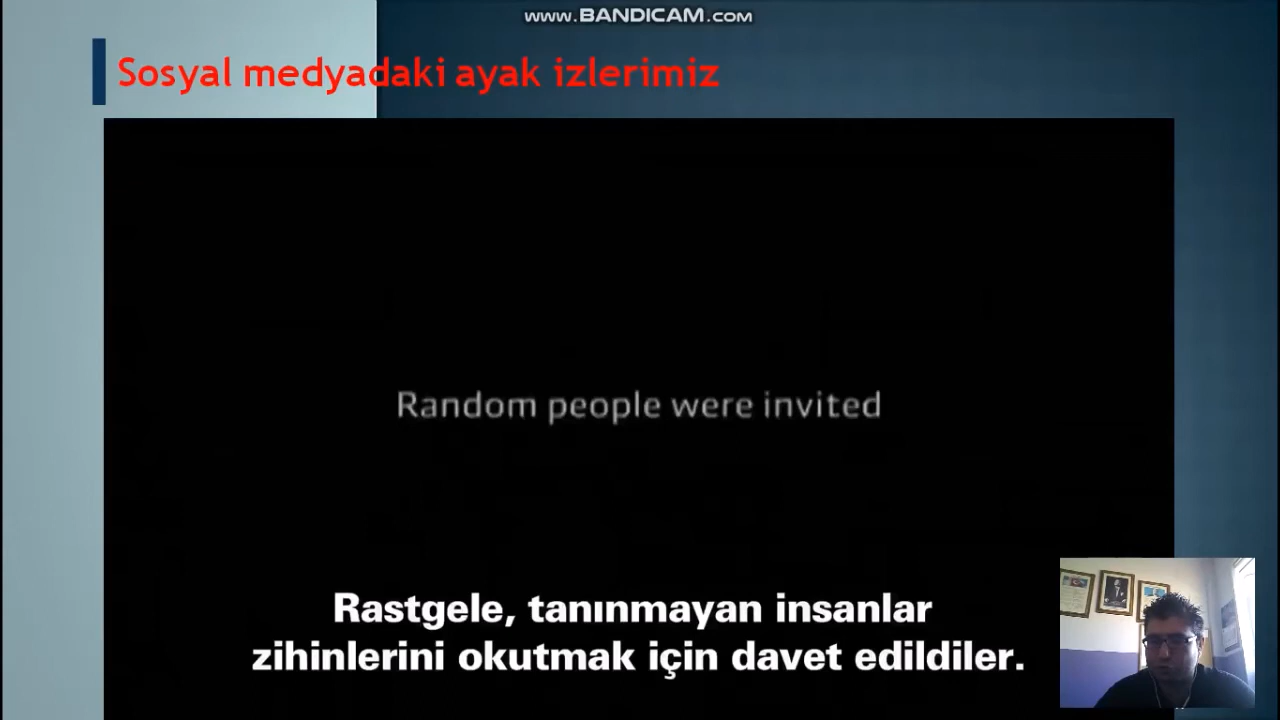 www.BANDICAM.com
Sosyal medyadaki ayak izlerimiz
Random people were invited
Rastgele, tanınmayan insanlar
zihinlerini okutmak için davet edildiler.